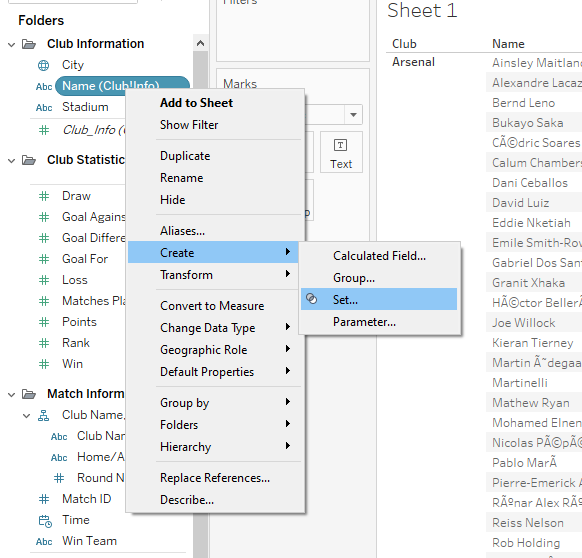 Folders
Club Information
City
Abc Name (Club!Info)
Abc Stadium
Club_Info (
Club Statistic
Draw
Goal Agains
Goal Differe
Goal For
Loss
Matches Pla
Points
Rank
Win
Match Inform
Club Name,
Abc Club Nan
Abc Home/A
Round N
Match ID
Time
Abc Win Team
Filters
Marks
T
Text
Add to Sheet
Show Filter
Duplicate
Rename
Hide
Aliases...
Create
Transform
Convert to Measure
Change Data Type
Geographic Role
Default Properties
Group by
Folders
Hierarchy
Replace References...
Describe...
Calculated Field...
Group...
Set...
Parameter...
Sheet 1
Club Name
Arsenal Ainsley Maitland
Alexandre Lacaz
Bernd Leno
Bukayo Saka
CÃ©dric Soares
Calum Chambers
Dani Ceballos
David Luiz
Eddie Nketiah
Emile Smith-Row
Gabriel Dos San
Granit Xhaka
HÃ©ctor BellerÃ
Joe Willock
Kieran Tierney
Martin Ã˜degaa
Martinelli
Mathew Ryan
Mohamed Elnen
Nicolas PÃ©pÃ©
Pablo MarÃ
Pierre-Emerick A
RÃºnar Alex RÃº
Reiss Nelson
Rob Holding